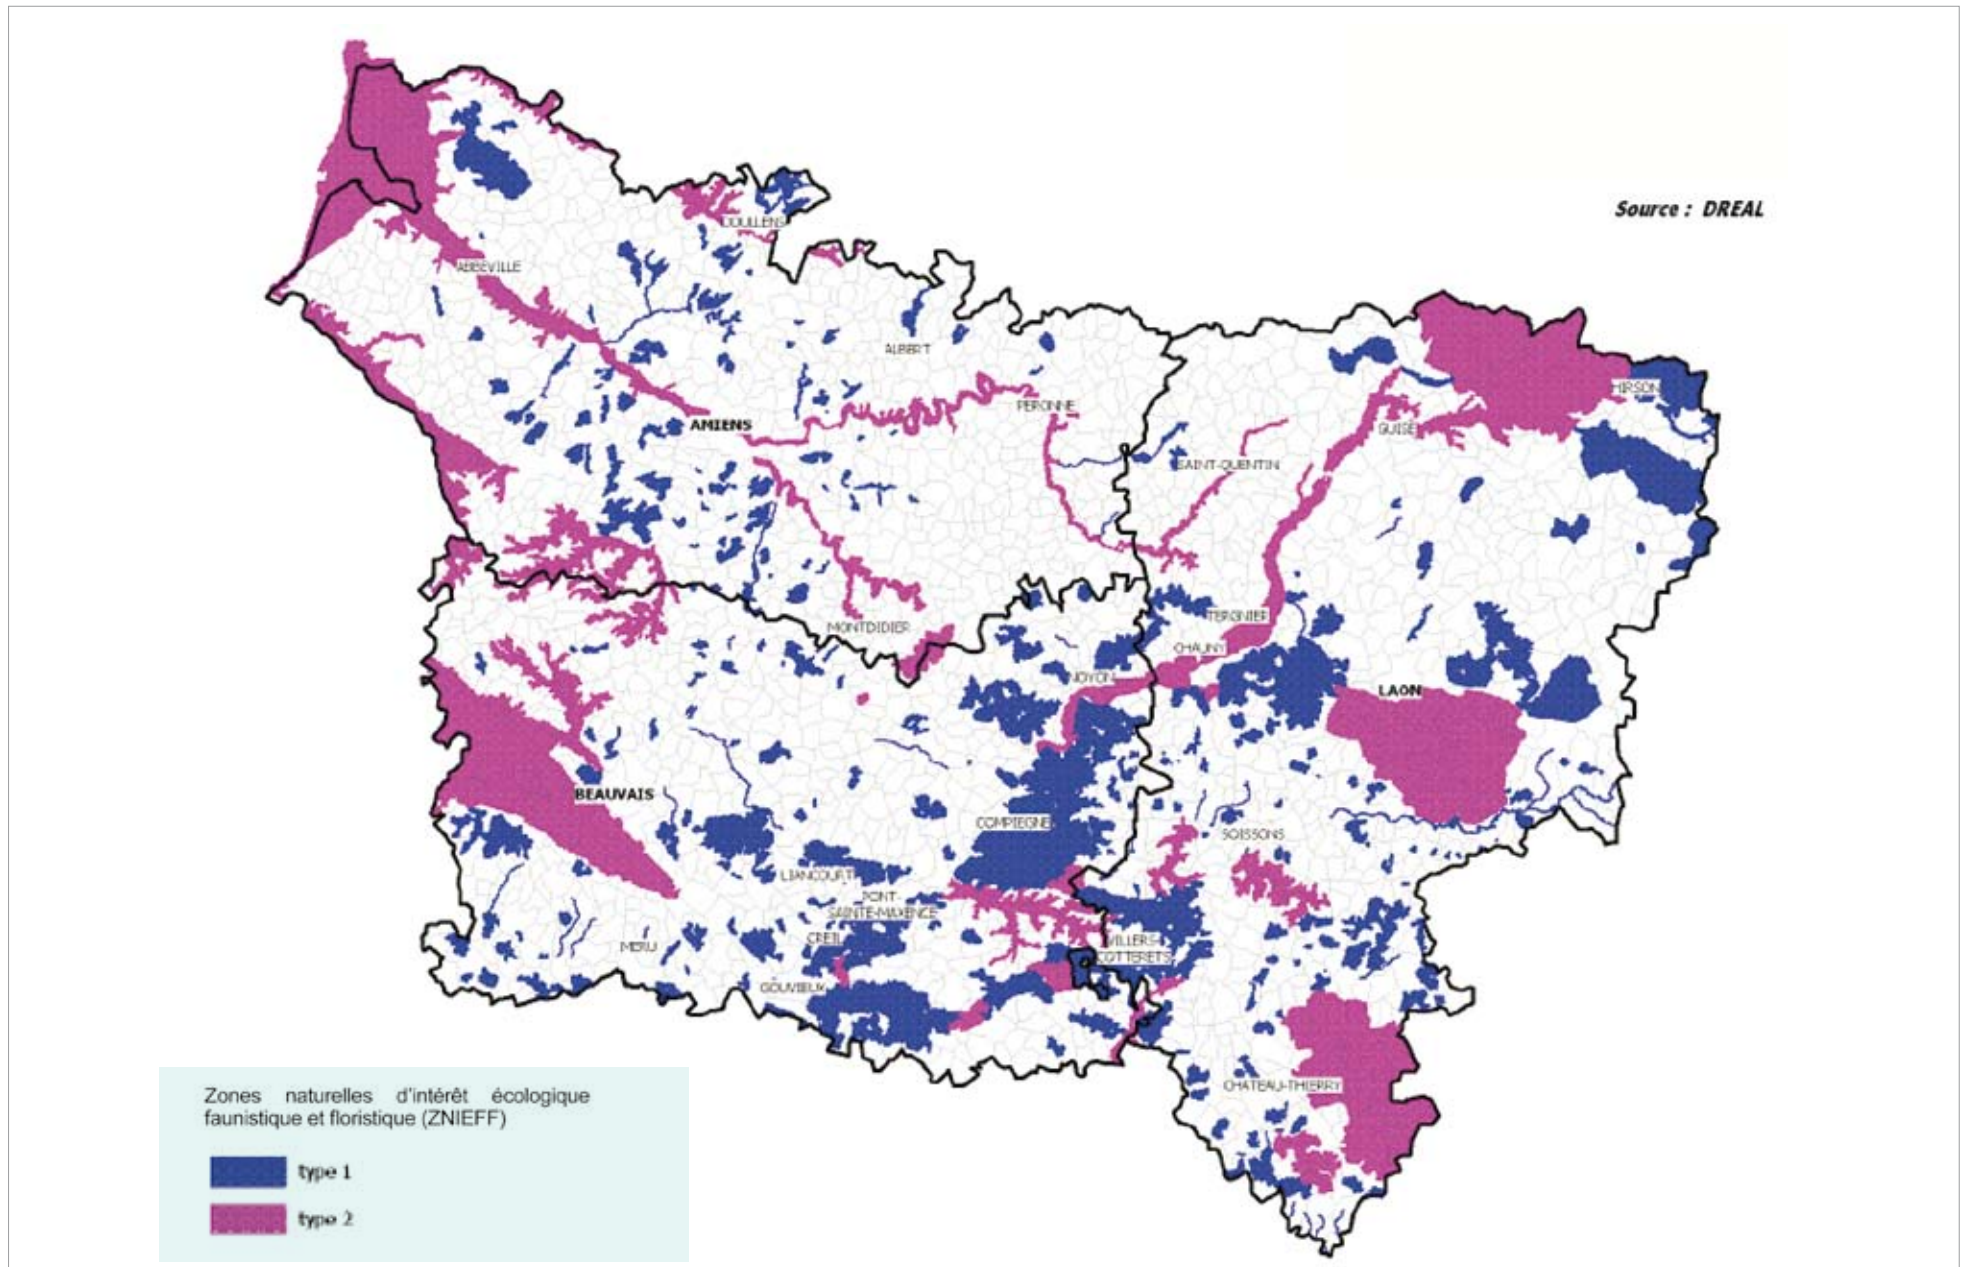 Source : DREAL
DOULLENS
ABBEVILLE
ALBERT
HIRSON
PERONNE
AMIENS
GUISE
SAINT-QUENTIN
TERGNIER
MONTDIDIER
CHAUNY
NOYON
LAON
BEAUVAIS
COMPIEGNE
SOISSONS
LIANCOURT
PONT
SAINTE-MAXENCE
CREIL
MERU
VILLERS-
COTTERETS
GOUVIEUX
CHATEAU-THIERRY
Zones naturelles d'intérêt écologique
faunistique et floristique (ZNIEFF)
type 1
type 2